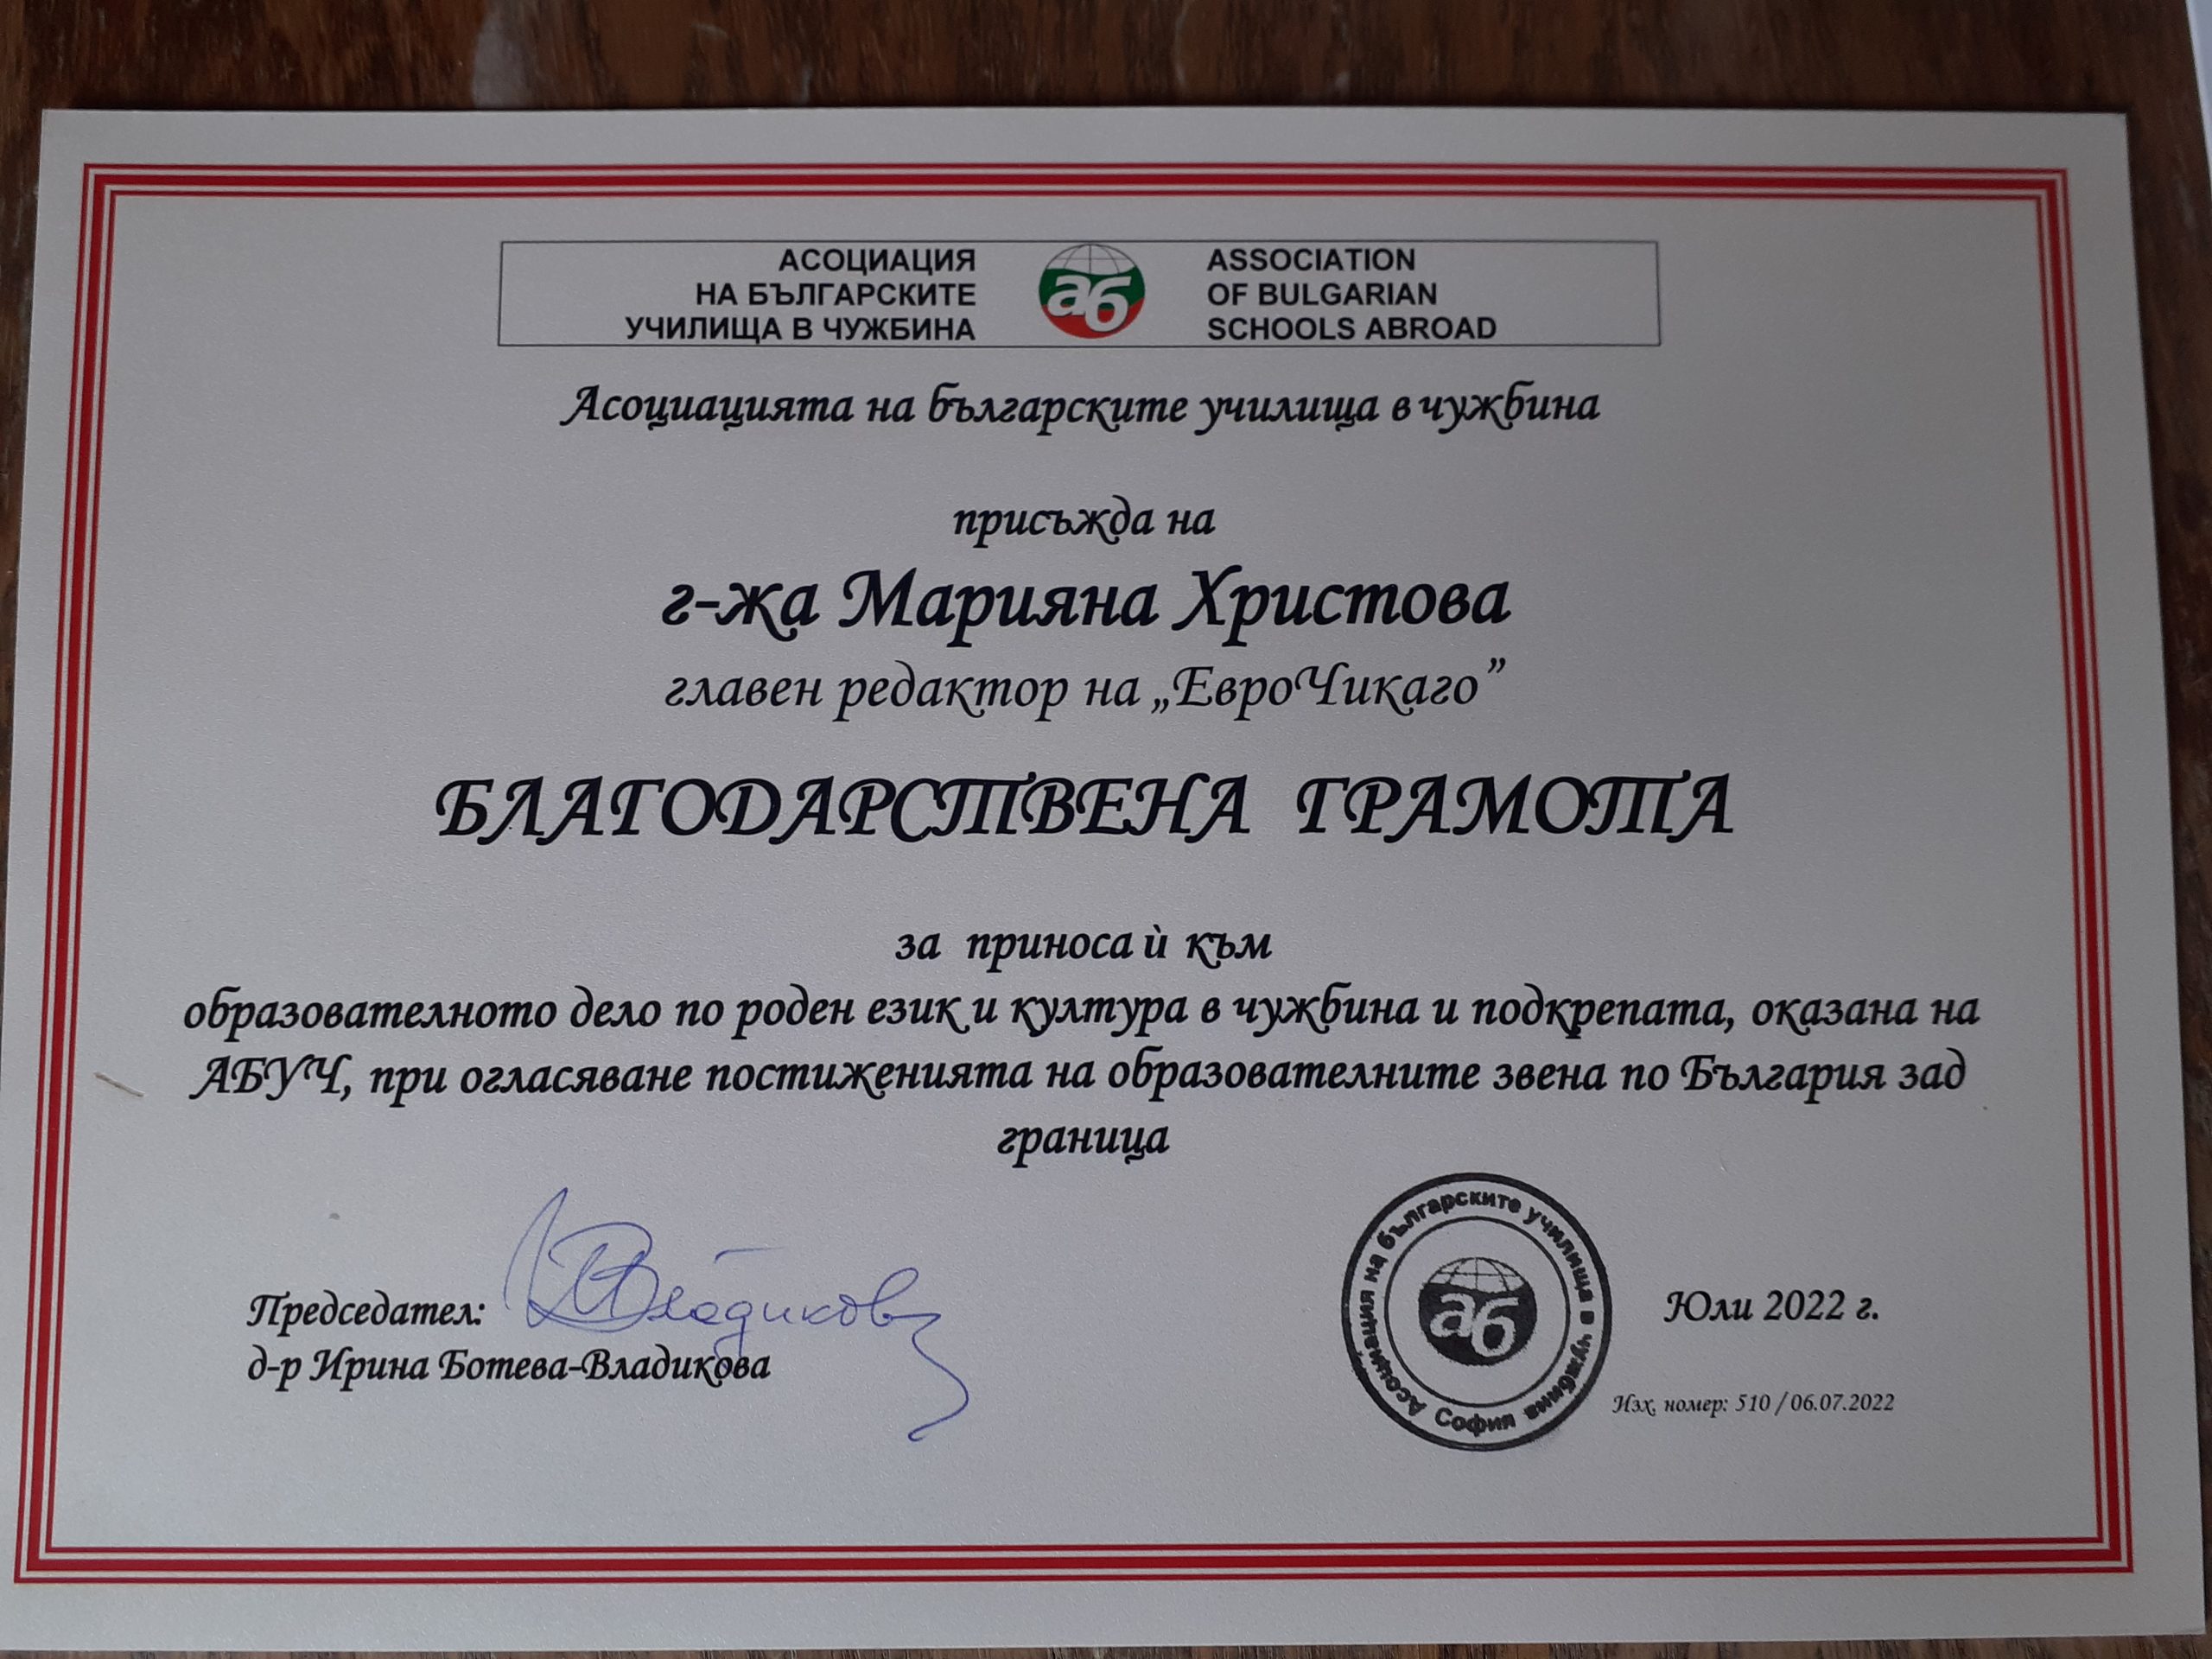 АСОЦИАЦИЯ
НА БЪЛГАРСКИТЕ
УЧИЛИЩА В ЧУЖБИНА
аб
ASSOCIATION
OF BULGARIAN
SCHOOLS ABROAD
Асоциацията на българските училища в чужбина
присъжда на
г-жа Марияна Христова
главен редактор на „ЕвроЧикаго”
БЛАГОДАРСТВЕНА ГРАМОТА
за приноса ѝ към
образователното дело по роден език и култура в чужбина и подкрепата, оказана на
АБУЧ, при огласяване постиженията на образователните звена по България зад
граница
Председател:
Владикова
д-р Ирина Ботева-Владикова
Асоциация на българските училища в чужбина
София
аб
Юли 2022 г.
Изх. номер: 510 / 06.07.2022